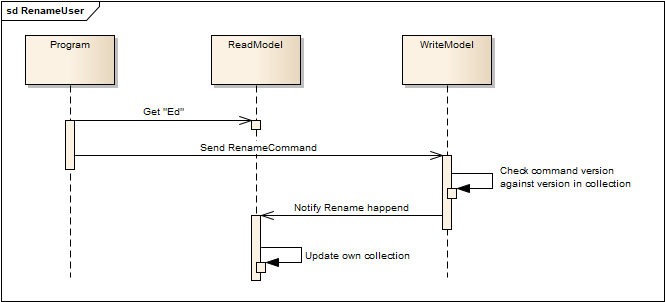 sd RenameUser
Program
ReadModel
WriteModel
Get "Ed"
Send RenameCommand
Check command version
against version in collection
Notify Rename happend
Update own collection